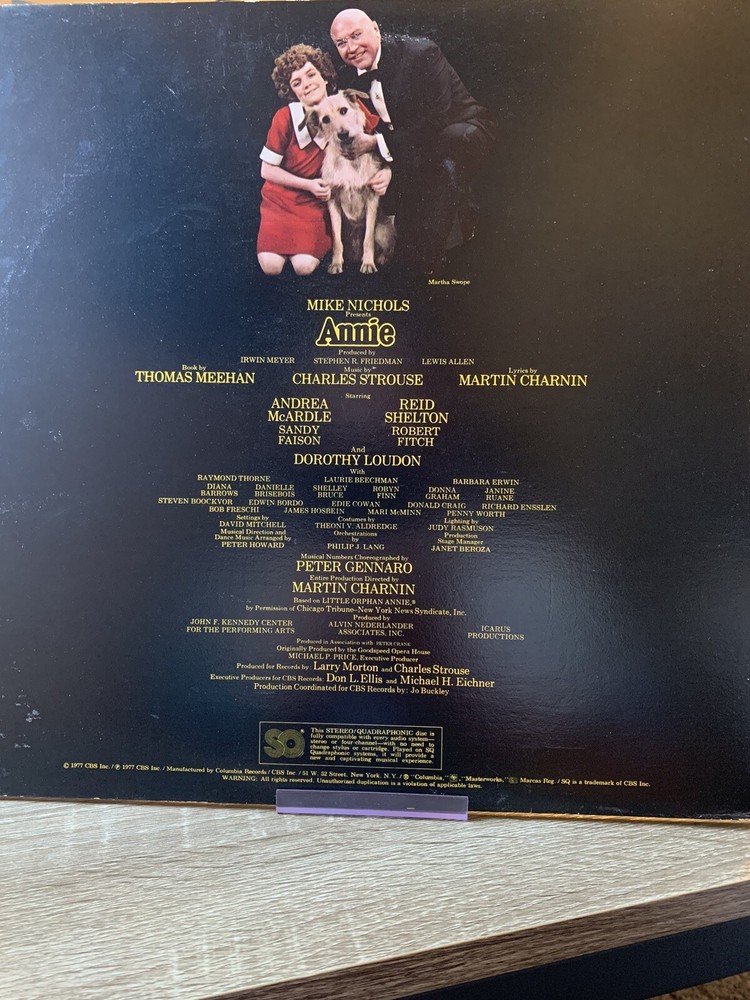 Martha Swope
MIKE NICHOLS
Presents
Annie
Produced by
IRWIN MEYER STEPHEN R. FRIEDMAN LEWIS ALLEN
Book by Music by Lyrics by
THOMAS MEEHAN CHARLES STROUSE MARTIN CHARNIN
Starring
ANDREA REID
McARDLE SHELTON
SANDY ROBERT
FAISON FITCH
And
DOROTHY LOUDON
With
RAYMOND THORNE LAURIE BEECHMAN BARBARA ERWIN
DIANA DANIELLE SHELLEY ROBYN DONNA JANINE
BARROWS BRISEBOIS BRUCE FINN GRAHAM RUANE
STEVEN BOOCKVOR EDWIN BORDO EDIE COWAN DONALD CRAIG RICHARD ENSSLEN
BOB FRESCHI JAMES HOSBEIN MARI McMINN PENNY WORTH
Settings by Costumes by Lighting by
DAVID MITCHELL THEONI V. ALDREDGE JUDY RASMUSON
Musical Direction and Orchestrations Production
Dance Music Arranged by by Stage Manager
PETER HOWARD PHILIP J. LANG JANET BEROZA
Musical Numbers Choreographed by
PETER GENNARO
Entire Production Directed by
MARTIN CHARNIN
Based on LITTLE ORPHAN ANNIE,®
by Permission of Chicago Tribune–New York News Syndicate, Inc.
Produced by
JOHN F. KENNEDY CENTER ALVIN NEDERLANDER ICARUS
FOR THE PERFORMING ARTS ASSOCIATES, INC. PRODUCTIONS
Produced in Association with PETER CRANE
Originally Produced by the Goodspeed Opera House
MICHAEL P. PRICE, Executive Producer
Produced for Records by: Larry Morton and Charles Strouse
Executive Producers for CBS Records: Don L. Ellis and Michael H. Eichner
Production Coordinated for CBS Records by: Jo Buckley
SQ
This STEREO/QUADRAPHONIC disc is
fully compatible with every audio system—
stereo or four-channel—with no need to
change stylus or cartridge. Played on SQ
Quadraphonic systems, it will provide a
new and captivating musical experience.
© 1977 CBS Inc. / ℗ 1977 CBS Inc. / Manufactured by Columbia Records / CBS Inc. / 51 W. 52 Street, New York, N.Y. / ® "Columbia," "Masterworks," Marcas Reg. / SQ is a trademark of CBS Inc.
WARNING: All rights reserved. Unauthorized duplication is a violation of applicable laws.